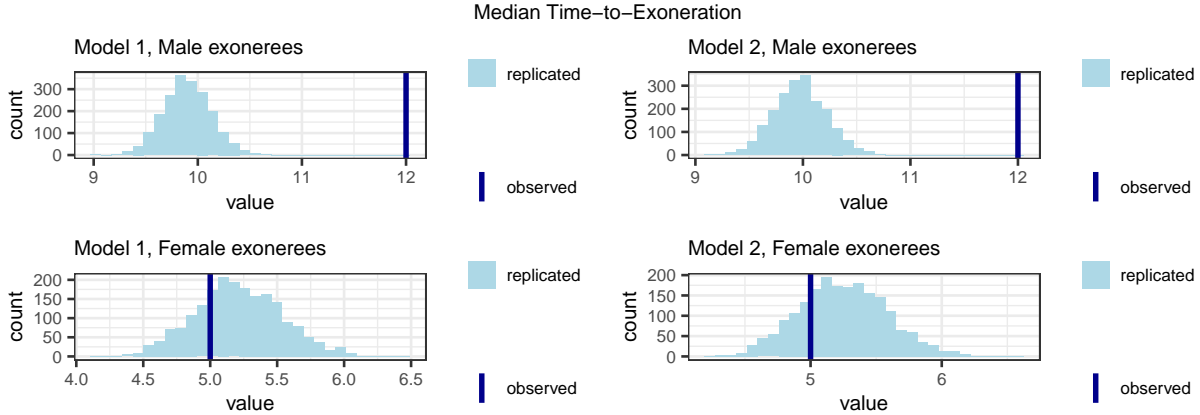 Median Time−to−Exoneration
Model 1, Male exonerees
count
300
200
100
0
9
10
11
12
value
replicated
observed
Model 2, Male exonerees
count
300
200
100
0
9
10
11
12
value
replicated
observed
Model 1, Female exonerees
count
200
150
100
50
0
4.0
4.5
5.0
5.5
6.0
6.5
value
replicated
observed
Model 2, Female exonerees
count
200
150
100
50
0
5
6
value
replicated
observed